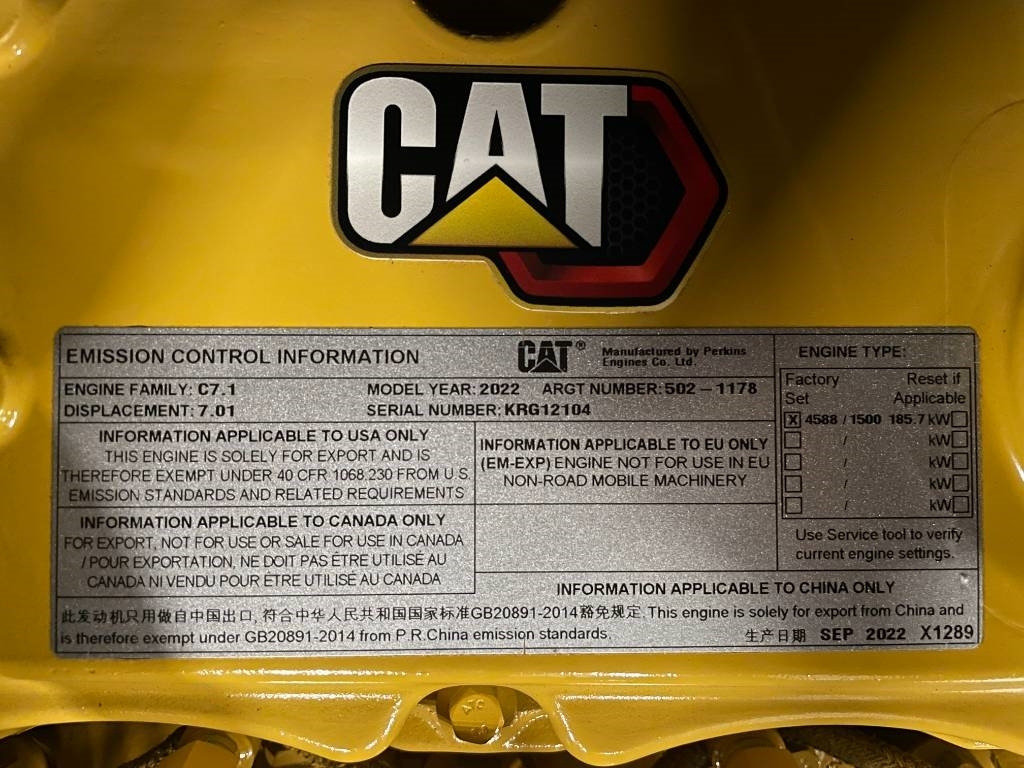 CAT
EMISSION CONTROL INFORMATION
CAT® Manufactured by Perkins
Engines Co. Ltd.
ENGINE FAMILY: C7.1 MODEL YEAR: 2022 ARGT NUMBER: 502 – 1178
DISPLACEMENT: 7.01 SERIAL NUMBER: KRG12104
ENGINE TYPE:
Factory Reset if
Set Applicable
X 4588 / 1500 185.7 kW
/ kW
/ kW
/ kW
/ kW
Use Service tool to verify
current engine settings.
INFORMATION APPLICABLE TO USA ONLY
THIS ENGINE IS SOLELY FOR EXPORT AND IS
THEREFORE EXEMPT UNDER 40 CFR 1068.230 FROM U.S.
EMISSION STANDARDS AND RELATED REQUIREMENTS
INFORMATION APPLICABLE TO EU ONLY
(EM-EXP) ENGINE NOT FOR USE IN EU
NON-ROAD MOBILE MACHINERY
INFORMATION APPLICABLE TO CANADA ONLY
FOR EXPORT, NOT FOR USE OR SALE FOR USE IN CANADA
/ POUR EXPORTATION, NE DOIT PAS ÊTRE UTILISÉ AU
CANADA NI VENDU POUR ÊTRE UTILISÉ AU CANADA
INFORMATION APPLICABLE TO CHINA ONLY
此发动机只用做自中国出口, 符合中华人民共和国国家标准GB20891-2014豁免规定. This engine is solely for export from China and
is therefore exempt under GB20891-2014 from P.R.China emission standards.
生产日期 SEP 2022 X1289